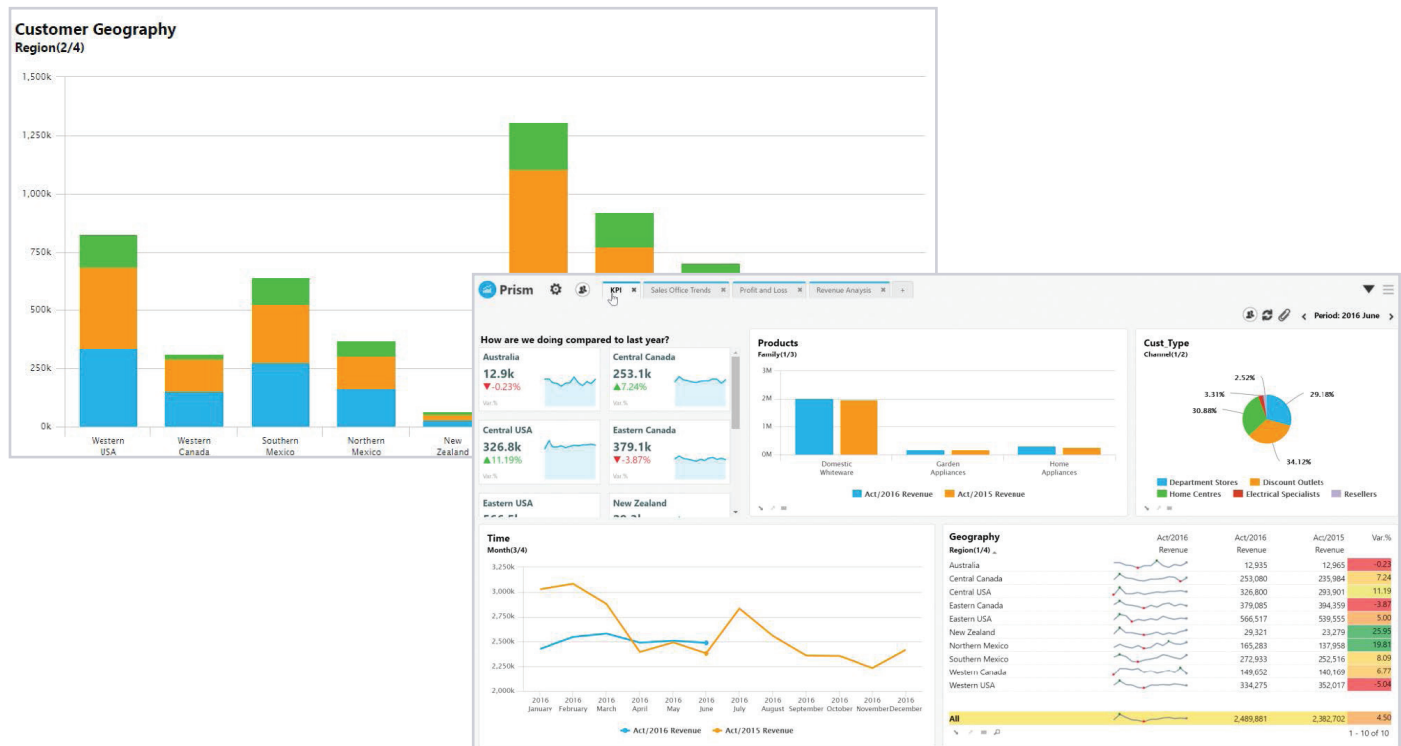 Customer Geography
Region(2/4)
1,500k
1,250k
1,000k
750k
500k
250k
0k
Western USA
Western Canada
Southern Mexico
Northern Mexico
New Zealand
Prism
KPI
Sales Office Trends
Profit and Loss
Revenue Analysis
+
Period: 2016 June
How are we doing compared to last year?
Australia
12.9k
▼-0.23%
Var.%
Central Canada
253.1k
▲7.24%
Var.%
Central USA
326.8k
▲11.19%
Var.%
Eastern Canada
379.1k
▼-3.87%
Var.%
Eastern USA
New Zealand
Products
Family(1/3)
3M
2M
1M
0M
Domestic Whiteware
Garden Appliances
Home Appliances
Act/2016 Revenue
Act/2015 Revenue
Cust_Type
Channel(1/2)
2.52%
3.31%
29.18%
30.88%
34.12%
Department Stores
Discount Outlets
Home Centres
Electrical Specialists
Resellers
Time
Month(3/4)
3,250k
3,000k
2,750k
2,500k
2,250k
2,000k
2016 January
2016 February
2016 March
2016 April
2016 May
2016 June
2016 July
2016 August
2016 September
2016 October
2016 November
2016 December
Act/2016 Revenue
Act/2015 Revenue
Geography Act/2016 Act/2016 Act/2015 Var.%
Region(1/4) Revenue Revenue Revenue
Australia 12,935 12,965 -0.23
Central Canada 253,080 235,984 7.24
Central USA 326,800 293,901 11.19
Eastern Canada 379,085 394,359 -3.87
Eastern USA 566,517 539,555 5.00
New Zealand 29,321 23,279 25.95
Northern Mexico 165,283 137,958 19.81
Southern Mexico 272,933 252,516 8.09
Western Canada 149,652 140,169 6.77
Western USA 334,275 352,017 -5.04
All 2,489,881 2,382,702 4.50
1 - 10 of 10